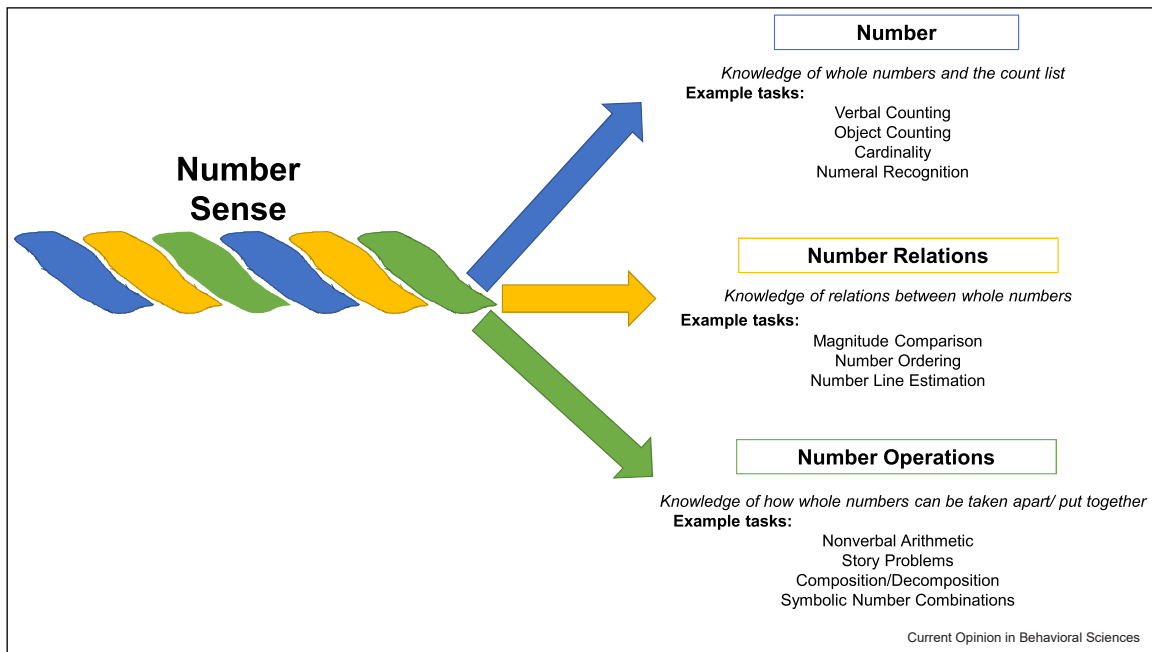 Number
Sense
Number
Knowledge of whole numbers and the count list
Example tasks:
Verbal Counting
Object Counting
Cardinality
Numeral Recognition
Number Relations
Knowledge of relations between whole numbers
Example tasks:
Magnitude Comparison
Number Ordering
Number Line Estimation
Number Operations
Knowledge of how whole numbers can be taken apart/ put together
Example tasks:
Nonverbal Arithmetic
Story Problems
Composition/Decomposition
Symbolic Number Combinations
Current Opinion in Behavioral Sciences